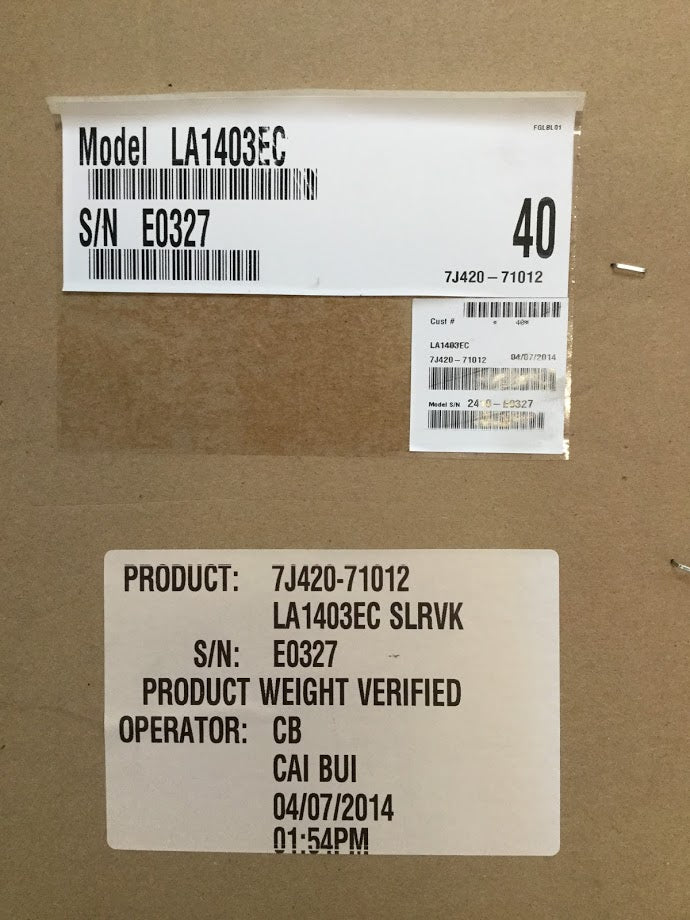 FGLBL01
Model LA1403EC
S/N E0327
40
7J420-71012
Cust #
* 40*
LA1403EC
7J420-71012 04/07/2014
Model S/N
PRODUCT: 7J420-71012
LA1403EC SLRVK
S/N: E0327
PRODUCT WEIGHT VERIFIED
OPERATOR: CB
CAI BUI
04/07/2014
01:54PM